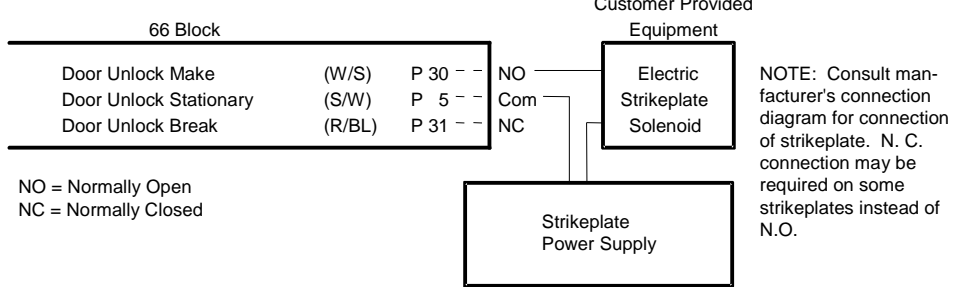 Customer Provided
66 Block
Equipment
Door Unlock Make (W/S) P 30 NO
Door Unlock Stationary (S/W) P 5 Com
Door Unlock Break (R/BL) P 31 NC
Electric
Strikeplate
Solenoid
NOTE: Consult man-
facturer's connection
diagram for connection
of strikeplate. N. C.
connection may be
required on some
strikeplates instead of
N.O.
NO = Normally Open
NC = Normally Closed
Strikeplate
Power Supply